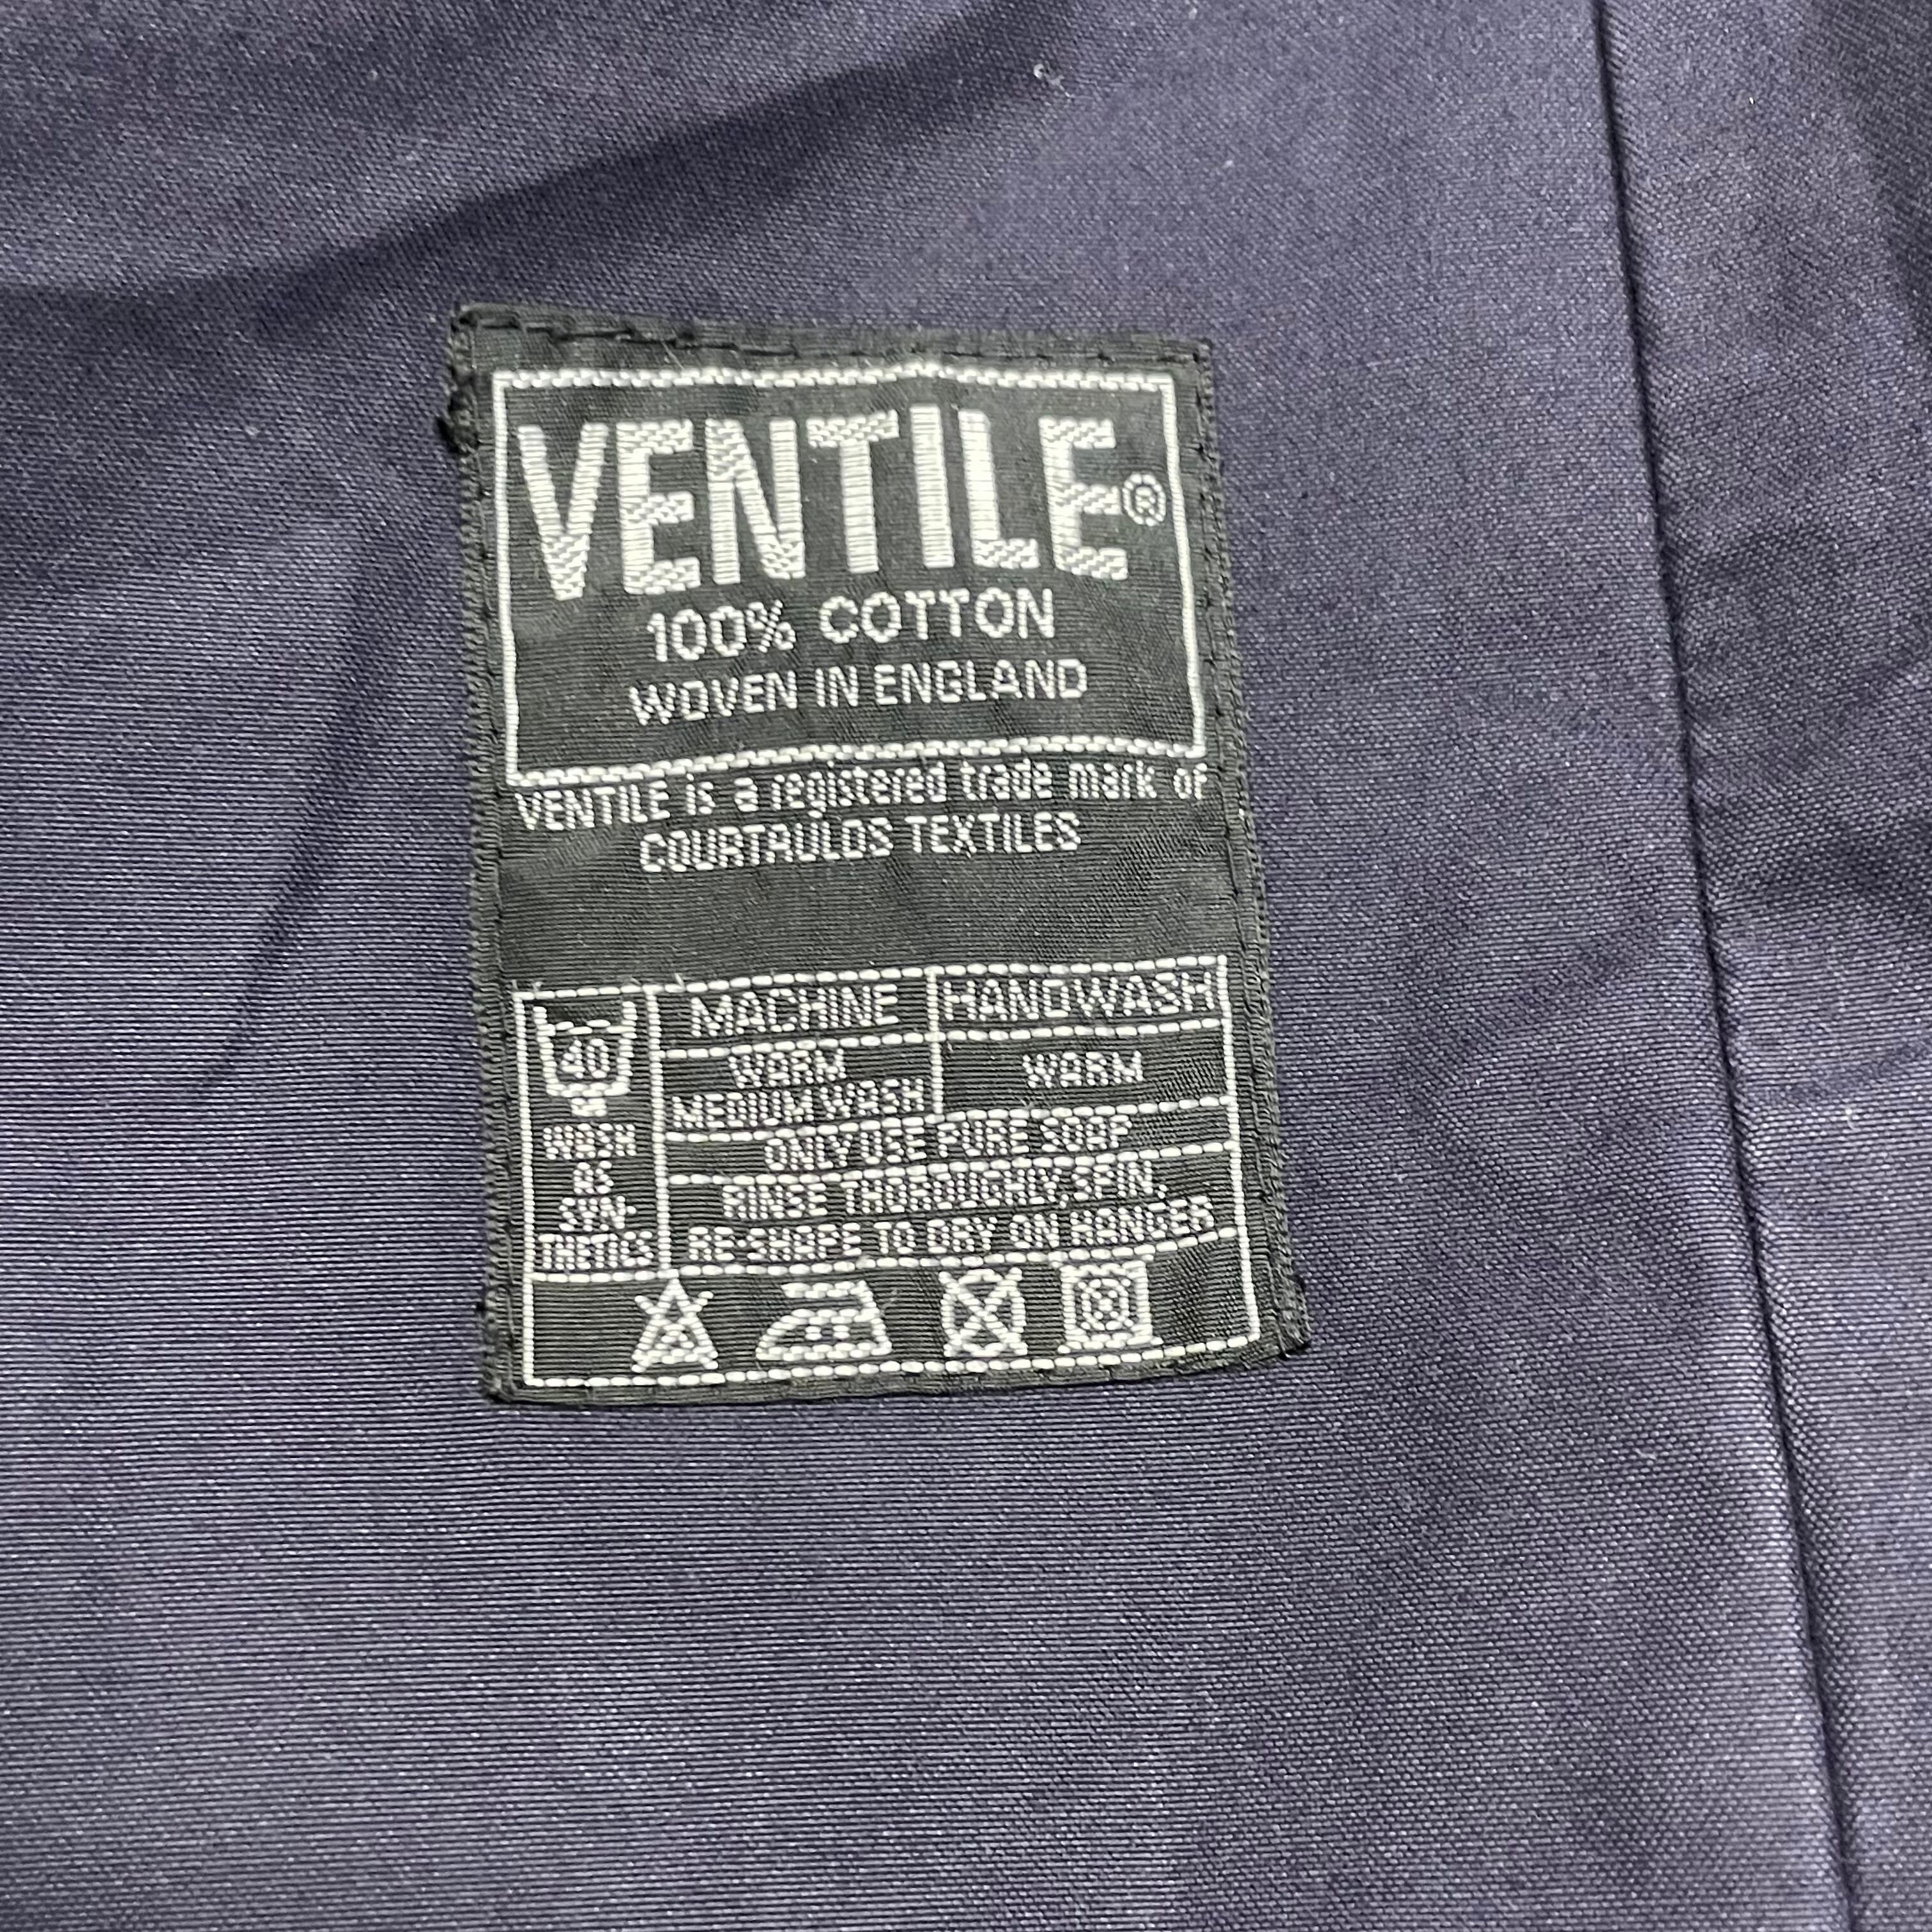 VENTILE®
100% COTTON
WOVEN IN ENGLAND
VENTILE is a registered trade mark of
COURTAULDS TEXTILES
MACHINE HANDWASH
40
WARM WARM
MEDIUM WASH
WASH
AS
SYN-
THETICS
ONLY USE PURE SOAP
RINSE THOROUGHLY, SPIN,
RE-SHAPE TO DRY ON HANGER